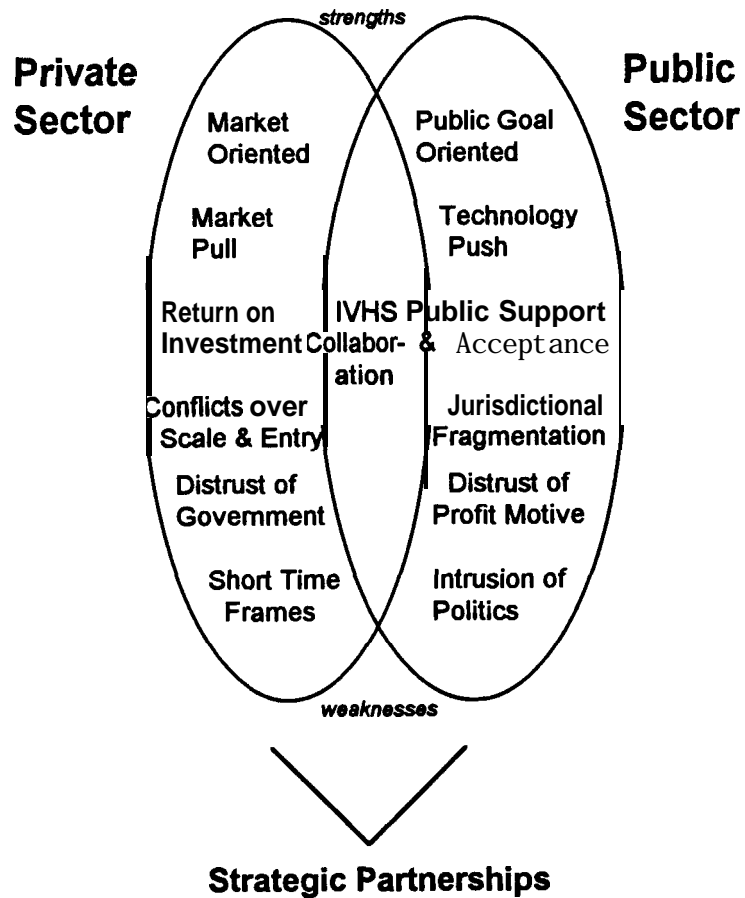 strengths
Private
Sector
Public
Sector
Market
Oriented
Public Goal
Oriented
Market
Pull
Technology
Push
Return on
Investment
IVHS
Collabor-
ation
Public Support
& Acceptance
Conflicts over
Scale & Entry
Jurisdictional
Fragmentation
Distrust of
Government
Distrust of
Profit Motive
Short Time
Frames
Intrusion of
Politics
weaknesses
Strategic Partnerships